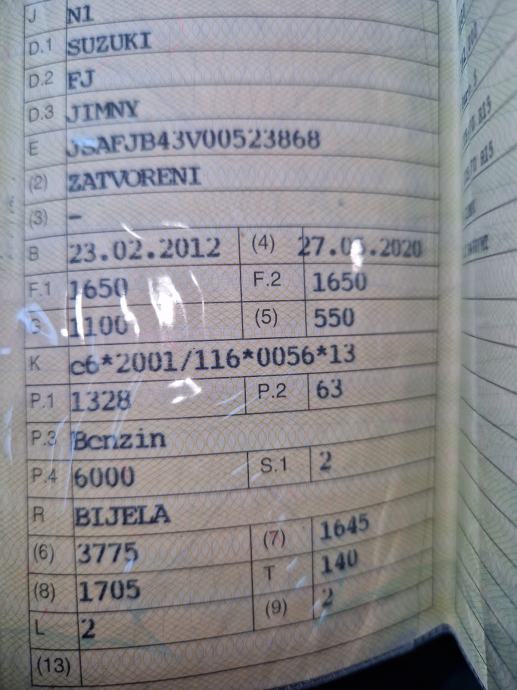 J N1
D.1 SUZUKI
D.2 FJ
D.3 JIMNY
E JSAFJB43V00523868
(2) ZATVORENI
(3) –
B 23.02.2012 (4)
F.1 1650 F.2 1650
G 1100 (5) 550
K c6*2001/116*0056*13
P.1 1328 P.2 63
P.3 Benzin
P.4 6000 S.1 2
R BIJELA
(6) 3775 (7) 1645
(8) 1705 T 140
L 2 (9) 2
(13)